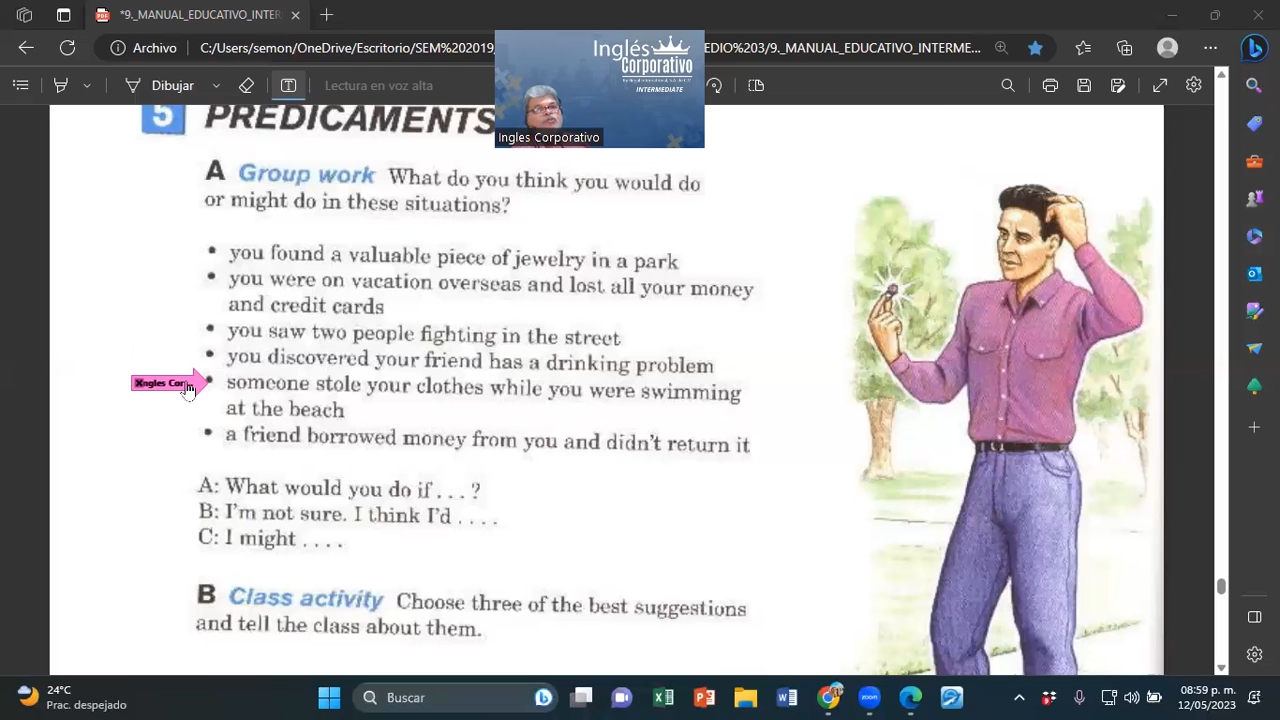 *9._MANUAL_EDUCATIVO_INTERMED
Archivo
C:/Users/semon/OneDrive/Escritorio/SEM%202019/
EDIO%203/9._MANUAL_EDUCATIVO_INTERME...
Dibujar
Lectura en voz alta
Inglés
Corporativo
INTERMEDIATE
Ingles Corporativo
5 PREDICAMENTS
A Group work What do you think you would do
or might do in these situations?
• you found a valuable piece of jewelry in a park
• you were on vacation overseas and lost all your money
and credit cards
• you saw two people fighting in the street
• you discovered your friend has a drinking problem
Ingles Cor
• someone stole your clothes while you were swimming
at the beach
• a friend borrowed money from you and didn't return it
A: What would you do if . . . ?
B: I'm not sure. I think I'd . . . .
C: I might . . . .
B Class activity Choose three of the best suggestions
and tell the class about them.
24°C
Prac. despejado
Buscar
08:59 p. m.
12/05/2023